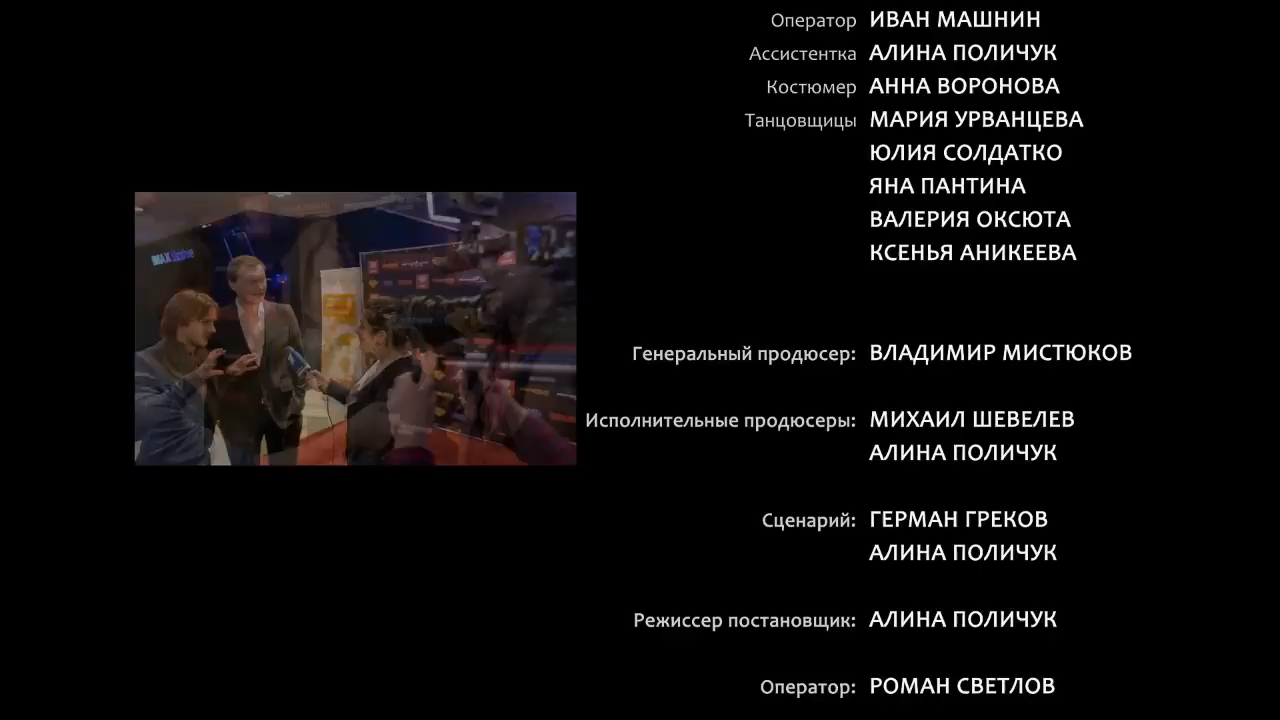 Оператор ИВАН МАШНИН
Ассистентка АЛИНА ПОЛИЧУК
Костюмер АННА ВОРОНОВА
Танцовщицы МАРИЯ УРВАНЦЕВА
ЮЛИЯ СОЛДАТКО
ЯНА ПАНТИНА
ВАЛЕРИЯ ОКСЮТА
КСЕНЬЯ АНИКЕЕВА
Генеральный продюсер: ВЛАДИМИР МИСТЮКОВ
Исполнительные продюсеры: МИХАИЛ ШЕВЕЛЕВ
АЛИНА ПОЛИЧУК
Сценарий: ГЕРМАН ГРЕКОВ
АЛИНА ПОЛИЧУК
Режиссер постановщик: АЛИНА ПОЛИЧУК
Оператор: РОМАН СВЕТЛОВ